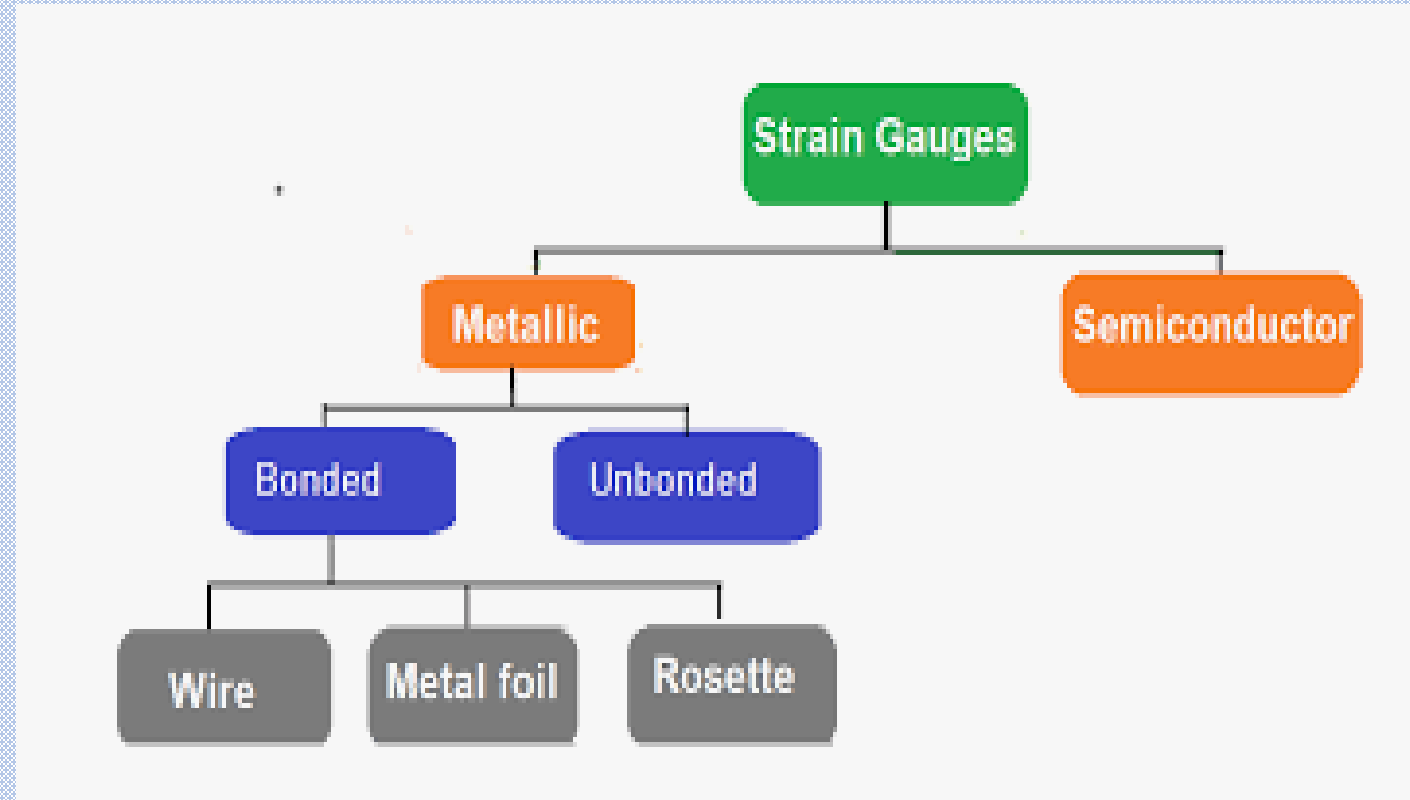 Strain Gauges
Metallic
Semiconductor
Bonded
Unbonded
Wire
Metal foil
Rosette